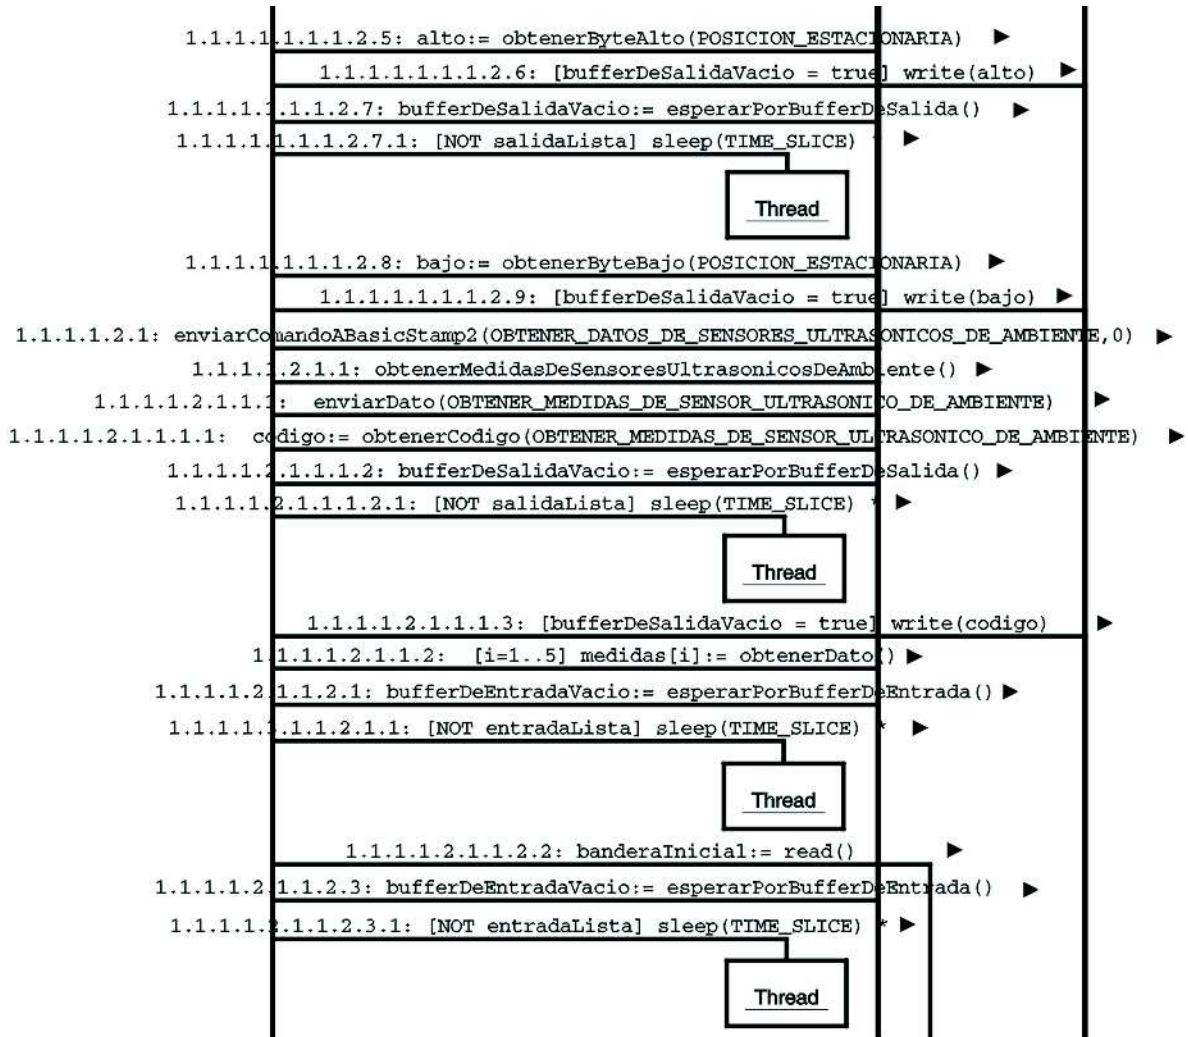 1.1.1.1.1.1.1.2.5: alto:= obtenerByteAlto(POSICION_ESTACIONARIA)
1.1.1.1.1.1.1.2.6: [bufferDeSalidaVacio = true] write(alto)
1.1.1.1.1.1.1.2.7: bufferDeSalidaVacio:= esperarPorBufferDeSalida()
1.1.1.1.1.1.1.2.7.1: [NOT salidaLista] sleep(TIME_SLICE) *
Thread
1.1.1.1.1.1.1.2.8: bajo:= obtenerByteBajo(POSICION_ESTACIONARIA)
1.1.1.1.1.1.1.2.9: [bufferDeSalidaVacio = true] write(bajo)
1.1.1.1.2.1: enviarComandoABasicStamp2(OBTENER_DATOS_DE_SENSORES_ULTRASONICOS_DE_AMBIENTE,0)
1.1.1.1.2.1.1: obtenerMedidasDeSensoresUltrasonicosDeAmbiente()
1.1.1.1.2.1.1.1: enviarDato(OBTENER_MEDIDAS_DE_SENSOR_ULTRASONICO_DE_AMBIENTE)
1.1.1.1.2.1.1.1.1: codigo:= obtenerCodigo(OBTENER_MEDIDAS_DE_SENSOR_ULTRASONICO_DE_AMBIENTE)
1.1.1.1.2.1.1.1.2: bufferDeSalidaVacio:= esperarPorBufferDeSalida()
1.1.1.1.2.1.1.1.2.1: [NOT salidaLista] sleep(TIME_SLICE) *
Thread
1.1.1.1.2.1.1.1.3: [bufferDeSalidaVacio = true] write(codigo)
1.1.1.1.2.1.1.2: [i=1..5] medidas[i]:= obtenerDato()
1.1.1.1.2.1.1.2.1: bufferDeEntradaVacio:= esperarPorBufferDeEntrada()
1.1.1.1.2.1.1.2.1.1: [NOT entradaLista] sleep(TIME_SLICE) *
Thread
1.1.1.1.2.1.1.2.2: banderaInicial:= read()
1.1.1.1.2.1.1.2.3: bufferDeEntradaVacio:= esperarPorBufferDeEntrada()
1.1.1.1.2.1.1.2.3.1: [NOT entradaLista] sleep(TIME_SLICE) *
Thread